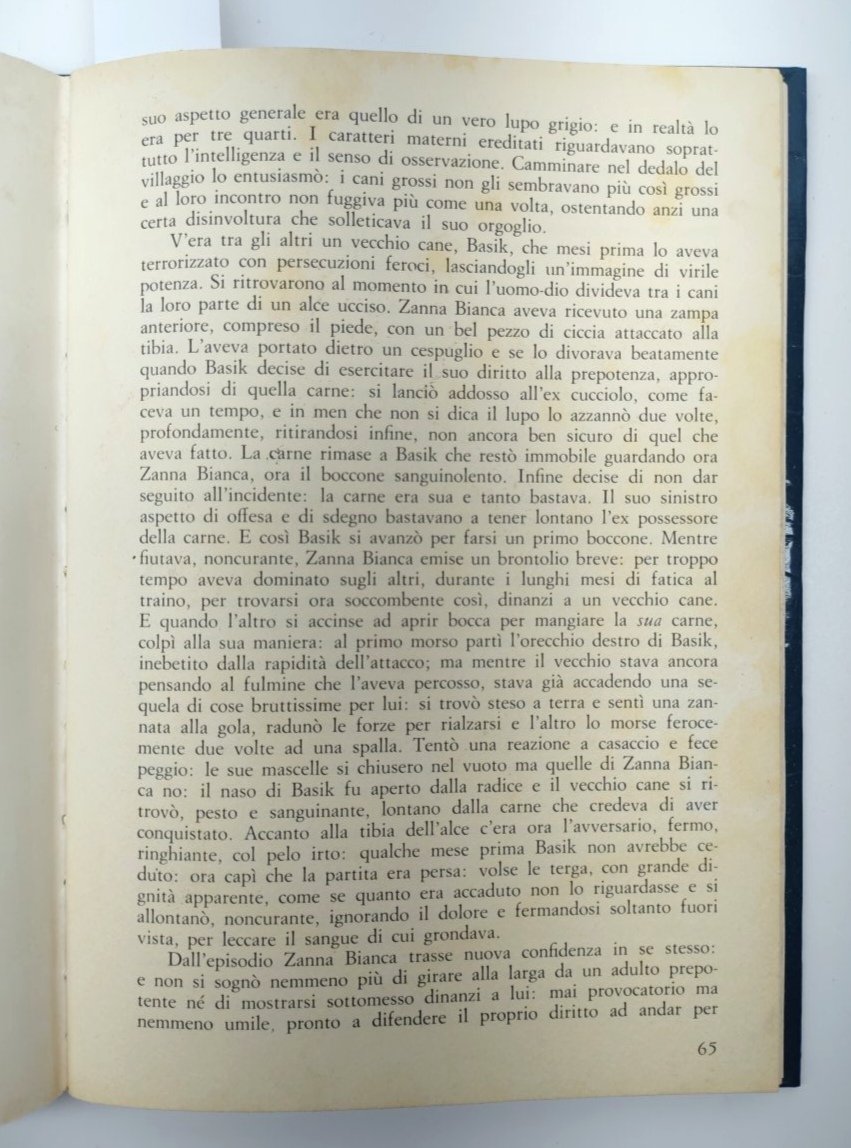 suo aspetto generale era quello di un vero lupo grigio: e in realtà lo
era per tre quarti. I caratteri materni ereditati riguardavano soprat-
tutto l'intelligenza e il senso di osservazione. Camminare nel dedalo del
villaggio lo entusiasmò: i cani grossi non gli sembravano più così grossi
e al loro incontro non fuggiva più come una volta, ostentando anzi una
certa disinvoltura che solleticava il suo orgoglio.
V'era tra gli altri un vecchio cane, Basik, che mesi prima lo aveva
terrorizzato con persecuzioni feroci, lasciandogli un'immagine di virile
potenza. Si ritrovarono al momento in cui l'uomo-dio divideva tra i cani
la loro parte di un alce ucciso. Zanna Bianca aveva ricevuto una zampa
anteriore, compreso il piede, con un bel pezzo di ciccia attaccato alla
tibia. L'aveva portato dietro un cespuglio e se lo divorava beatamente
quando Basik decise di esercitare il suo diritto alla prepotenza, appro-
priandosi di quella carne: si lanciò addosso all'ex cucciolo, come fa-
ceva un tempo, e in men che non si dica il lupo lo azzannò due volte,
profondamente, ritirandosi infine, non ancora ben sicuro di quel che
aveva fatto. La carne rimase a Basik che restò immobile guardando ora
Zanna Bianca, ora il boccone sanguinolento. Infine decise di non dar
seguito all'incidente: la carne era sua e tanto bastava. Il suo sinistro
aspetto di offesa e di sdegno bastavano a tener lontano l'ex possessore
della carne. E così Basik si avanzò per farsi un primo boccone. Mentre
fiutava, noncurante, Zanna Bianca emise un brontolio breve: per troppo
tempo aveva dominato sugli altri, durante i lunghi mesi di fatica al
traino, per trovarsi ora soccombente così, dinanzi a un vecchio cane.
E quando l'altro si accinse ad aprir bocca per mangiare la sua carne,
colpì alla sua maniera: al primo morso partì l'orecchio destro di Basik,
inebetito dalla rapidità dell'attacco; ma mentre il vecchio stava ancora
pensando al fulmine che l'aveva percosso, stava già accadendo una se-
quela di cose bruttissime per lui: si trovò steso a terra e sentì una zan-
nata alla gola, radunò le forze per rialzarsi e l'altro lo morse feroce-
mente due volte ad una spalla. Tentò una reazione a casaccio e fece
peggio: le sue mascelle si chiusero nel vuoto ma quelle di Zanna Bian-
ca no: il naso di Basik fu aperto dalla radice e il vecchio cane si ri-
trovò, pesto e sanguinante, lontano dalla carne che credeva di aver
conquistato. Accanto alla tibia dell'alce c'era ora l'avversario, fermo,
ringhiante, col pelo irto: qualche mese prima Basik non avrebbe ce-
duto: ora capì che la partita era persa: volse le terga, con grande di-
gnità apparente, come se quanto era accaduto non lo riguardasse e si
allontanò, noncurante, ignorando il dolore e fermandosi soltanto fuori
vista, per leccare il sangue di cui grondava.
Dall'episodio Zanna Bianca trasse nuova confidenza in se stesso:
e non si sognò nemmeno più di girare alla larga da un adulto prepo-
tente né di mostrarsi sottomesso dinanzi a lui: mai provocatorio ma
nemmeno umile, pronto a difendere il proprio diritto ad andar per
65